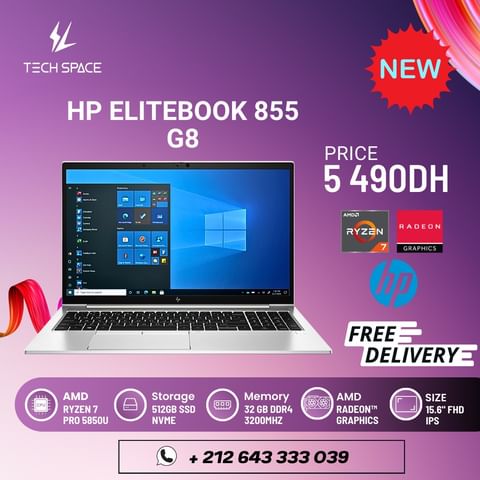 TECH SPACE
NEW
HP ELITEBOOK 855
G8
PRICE
5 490DH
AMD
RYZEN
7
RADEON
GRAPHICS
hp
FREE
DELIVERY
AMD
RYZEN 7
PRO 5850U
Storage
512GB SSD
NVME
Memory
32 GB DDR4
3200MHZ
AMD
RADEON™
GRAPHICS
SIZE
15.6" FHD
IPS
+ 212 643 333 039